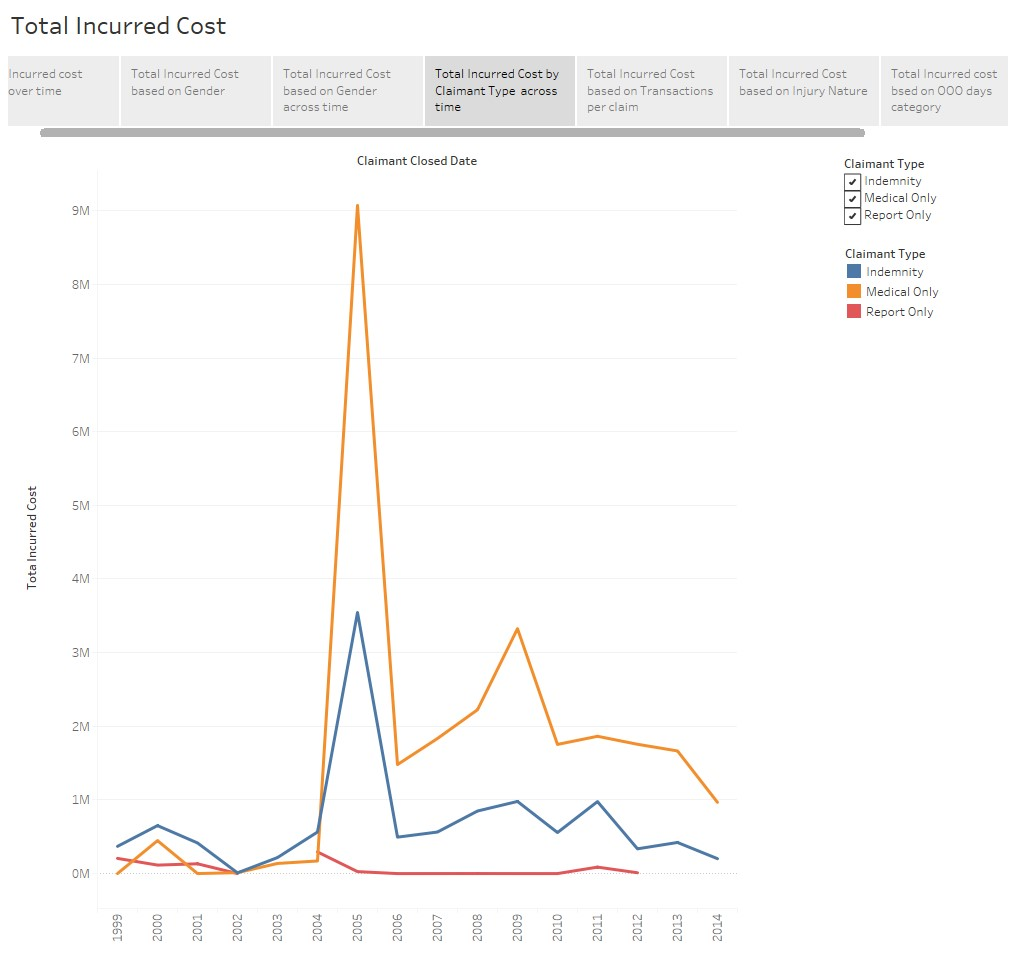 Total Incurred Cost
Incurred cost
over time
Total Incurred Cost
based on Gender
Total Incurred Cost
based on Gender
across time
Total Incurred Cost by
Claimant Type across
time
Total Incurred Cost
based on Transactions
per claim
Total Incurred Cost
based on Injury Nature
Total Incurred cost
bsed on OOO days
category
Claimant Closed Date
Claimant Type
Indemnity
Medical Only
Report Only
Claimant Type
Indemnity
Medical Only
Report Only
Tota Incurred Cost
9M
8M
7M
6M
5M
4M
3M
2M
1M
0M
1999
2000
2001
2002
2003
2004
2005
2006
2007
2008
2009
2010
2011
2012
2013
2014